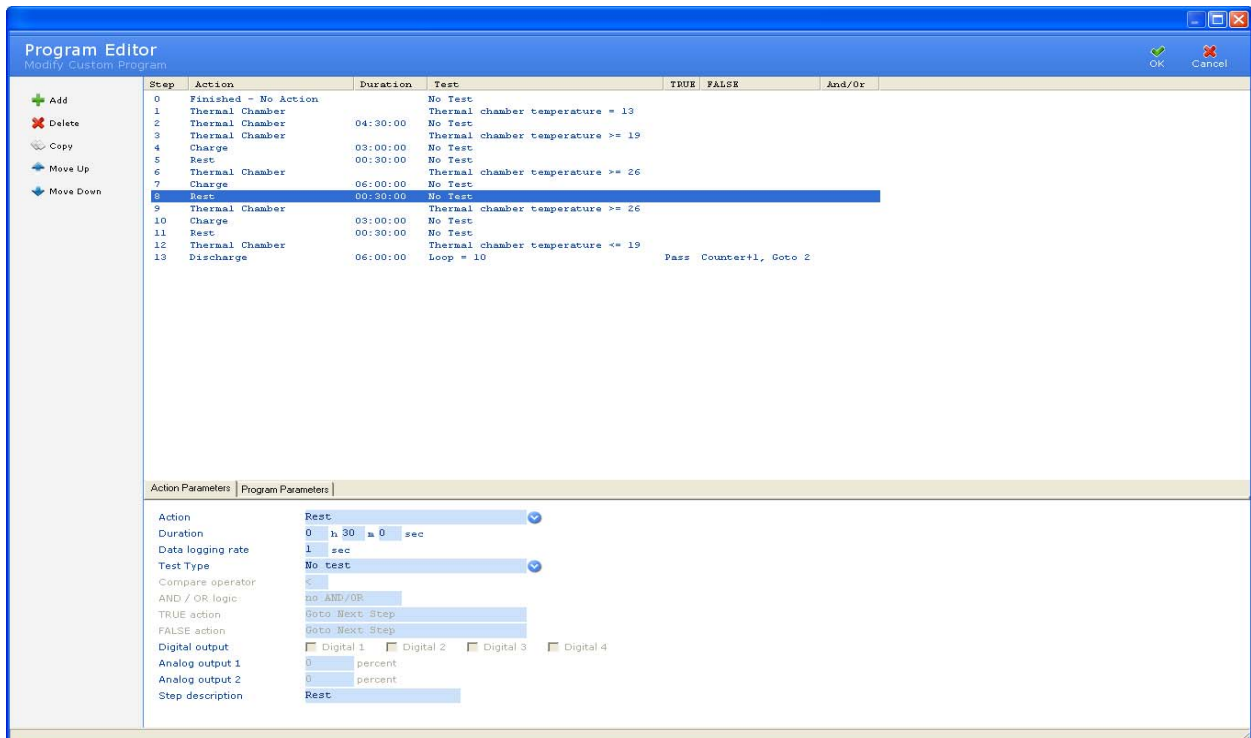 Program Editor
Modify Custom Program
OK Cancel
Add
Delete
Copy
Move Up
Move Down
Step Action Duration Test TRUE FALSE And/Or
0 Finished - No Action No Test
1 Thermal Chamber Thermal chamber temperature = 13
2 Thermal Chamber 04:30:00 No Test
3 Thermal Chamber Thermal chamber temperature >= 19
4 Charge 03:00:00 No Test
5 Rest 00:30:00 No Test
6 Thermal Chamber Thermal chamber temperature >= 26
7 Charge 06:00:00 No Test
8 Rest 00:30:00 No Test
9 Thermal Chamber Thermal chamber temperature >= 26
10 Charge 03:00:00 No Test
11 Rest 00:30:00 No Test
12 Thermal Chamber Thermal chamber temperature <= 19
13 Discharge 06:00:00 Loop = 10 Pass Counter+1, Goto 2
Action Parameters Program Parameters
Action Rest
Duration 0 h 30 m 0 sec
Data logging rate 1 sec
Test Type No test
Compare operator <
AND / OR logic no AND/OR
TRUE action Goto Next Step
FALSE action Goto Next Step
Digital output Digital 1 Digital 2 Digital 3 Digital 4
Analog output 1 0 percent
Analog output 2 0 percent
Step description Rest